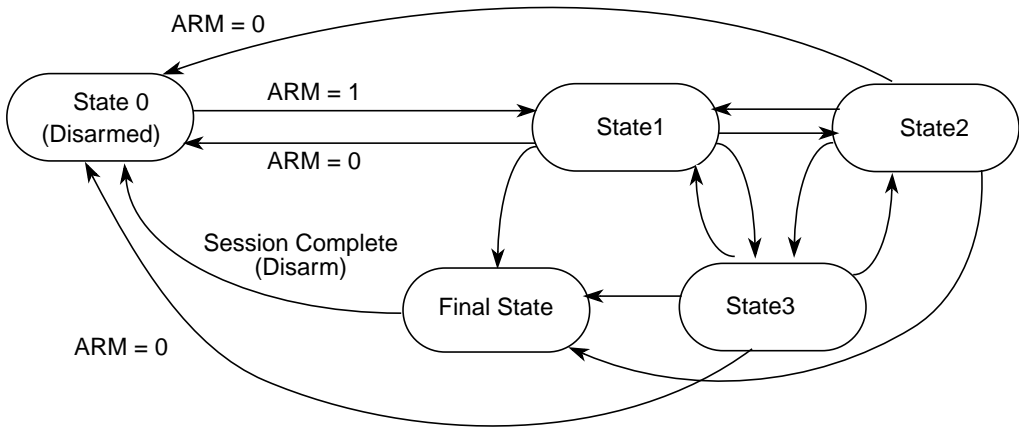 ARM = 0
State 0
(Disarmed)
ARM = 1
State1
State2
ARM = 0
Session Complete
(Disarm)
Final State
State3
ARM = 0